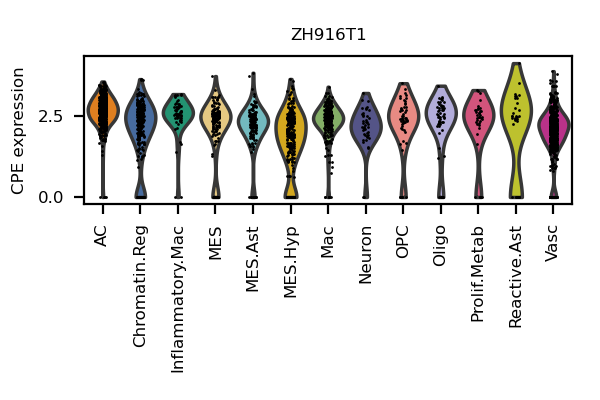 ZH916T1
CPE expression
2.5
0.0
AC
Chromatin.Reg
Inflammatory.Mac
MES
MES.Ast
MES.Hyp
Mac
Neuron
OPC
Oligo
Prolif.Metab
Reactive.Ast
Vasc